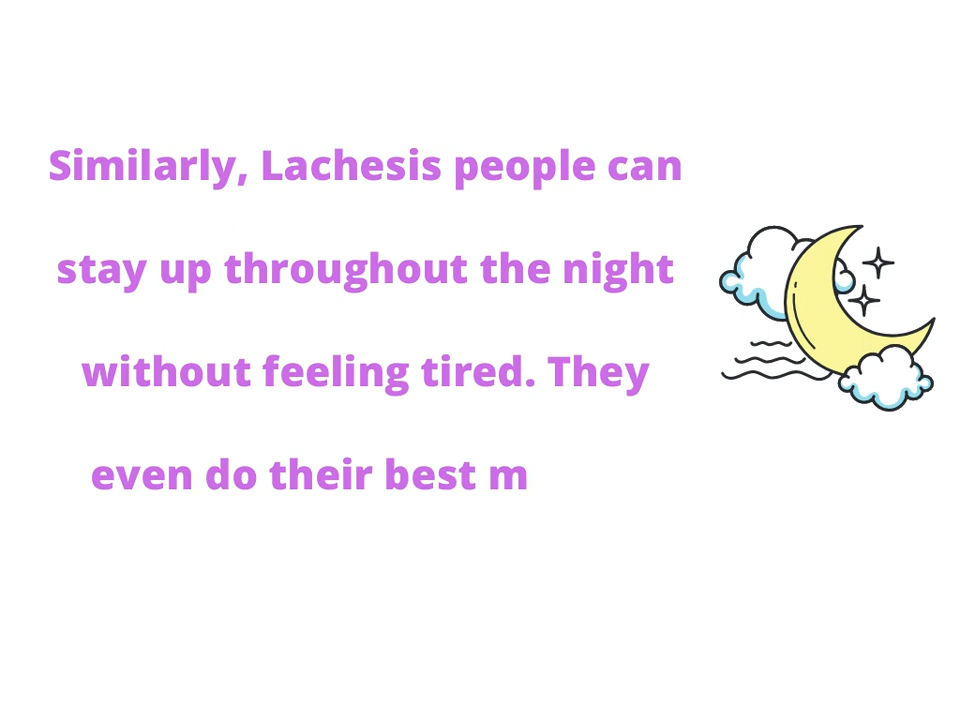 Similarly, Lachesis people can
stay up throughout the night
without feeling tired. They
even do their best m